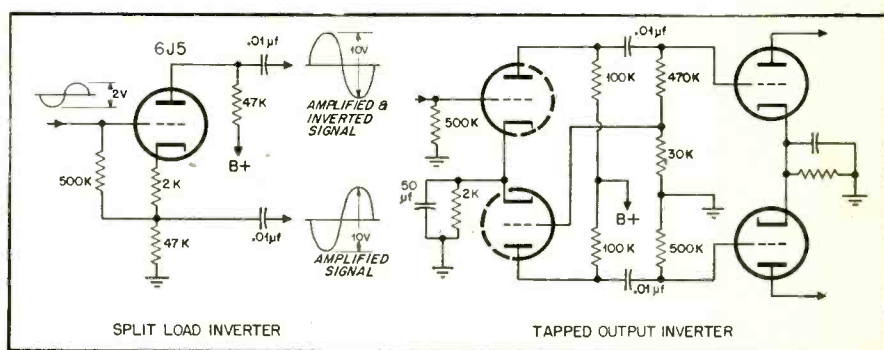 6J5
.01µf
10V
2V
47K
AMPLIFIED &
INVERTED
SIGNAL
B+
500K
2K
.01µf
10V
47K
AMPLIFIED
SIGNAL
SPLIT LOAD INVERTER
.01µf
100K
470K
500K
30K
50
µf
2K
B+
100K
500K
.01µf
TAPPED OUTPUT INVERTER